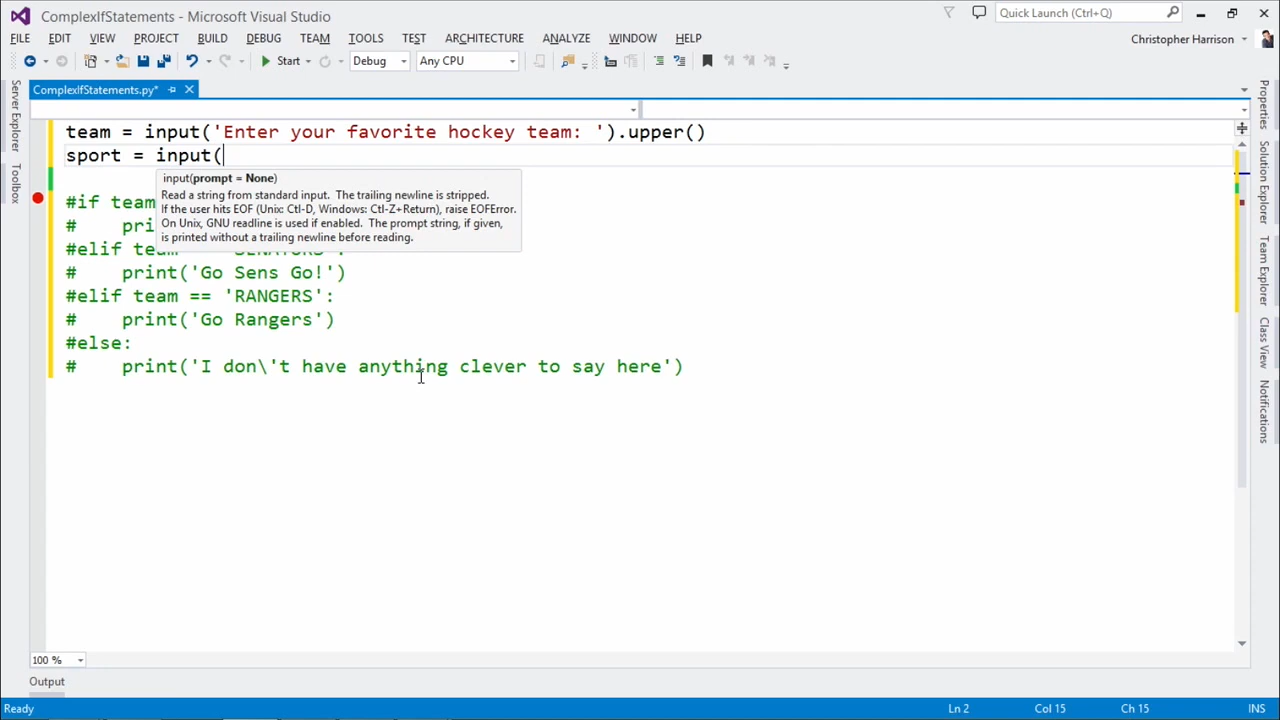 ComplexIfStatements - Microsoft Visual Studio
Quick Launch (Ctrl+Q)
FILE EDIT VIEW PROJECT BUILD DEBUG TEAM TOOLS TEST ARCHITECTURE ANALYZE WINDOW HELP
Christopher Harrison
Start Debug Any CPU
ComplexIfStatements.py*
Server Explorer
Toolbox
team = input('Enter your favorite hockey team: ').upper()
sport = input(
input(prompt = None)
Read a string from standard input. The trailing newline is stripped.
If the user hits EOF (Unix: Ctl-D, Windows: Ctl-Z+Return), raise EOFError.
On Unix, GNU readline is used if enabled. The prompt string, if given,
is printed without a trailing newline before reading.
#if team
# pri
#elif team
#    print('Go Sens Go!')
#elif team == 'RANGERS':
#    print('Go Rangers')
#else:
#    print('I don\'t have anything clever to say here')
Properties
Solution Explorer
Team Explorer
Class View
Notifications
100 %
Output
Ready
Ln 2
Col 15
Ch 15
INS